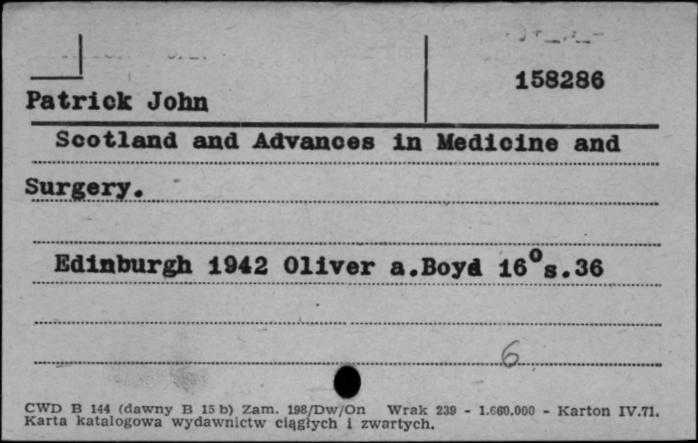 158286
Patrick John
Scotland and Advances in Medicine and
Surgery.
Edinburgh 1942 Oliver a.Boyd 16°s.36
6
CWD B 144 (dawny B 15 b) Zam. 198/Dw/On Wrak 239 - 1.660.000 - Karton IV.71.
Karta katalogowa wydawnictw ciągłych i zwartych.